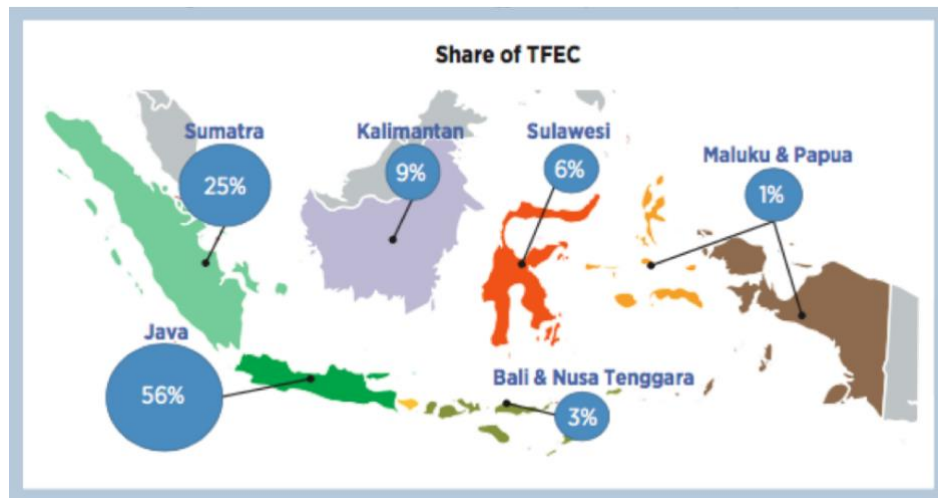 Share of TFEC
Sumatra
25%
Kalimantan
9%
Sulawesi
6%
Maluku & Papua
1%
Java
56%
Bali & Nusa Tenggara
3%